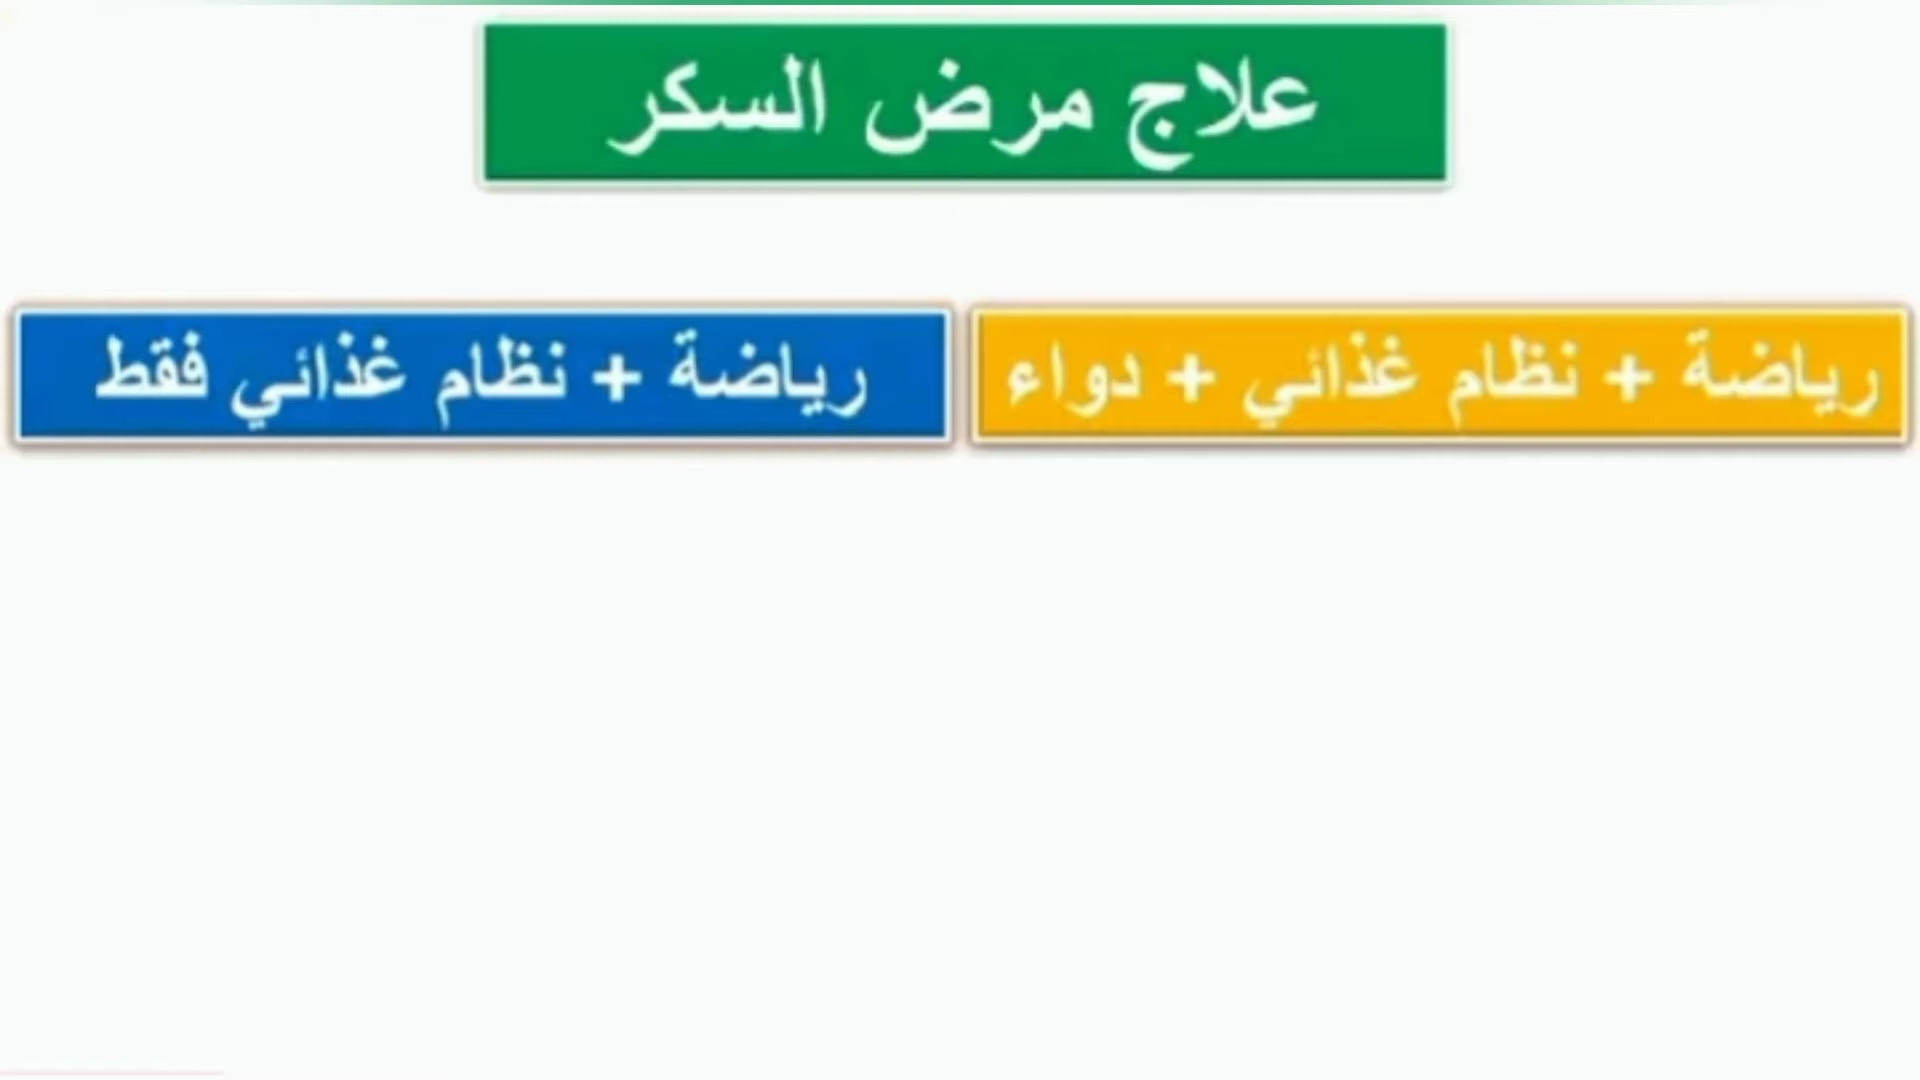 علاج مرض السكر
رياضة + نظام غذائي + دواء
رياضة + نظام غذائي فقط